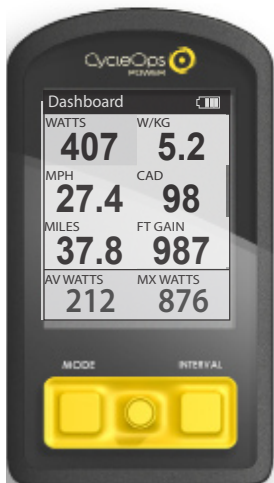 CycleOps
POWER
Dashboard
WATTS W/KG
407 5.2
MPH CAD
27.4 98
MILES FT GAIN
37.8 987
AV WATTS MX WATTS
212 876
MODE INTERVAL